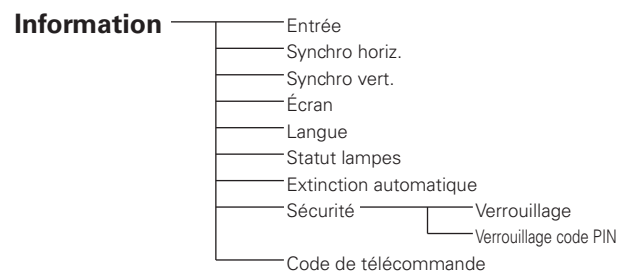 Information
Entrée
Synchro horiz.
Synchro vert.
Écran
Langue
Statut lampes
Extinction automatique
Sécurité
Verrouillage
Verrouillage code PIN
Code de télécommande